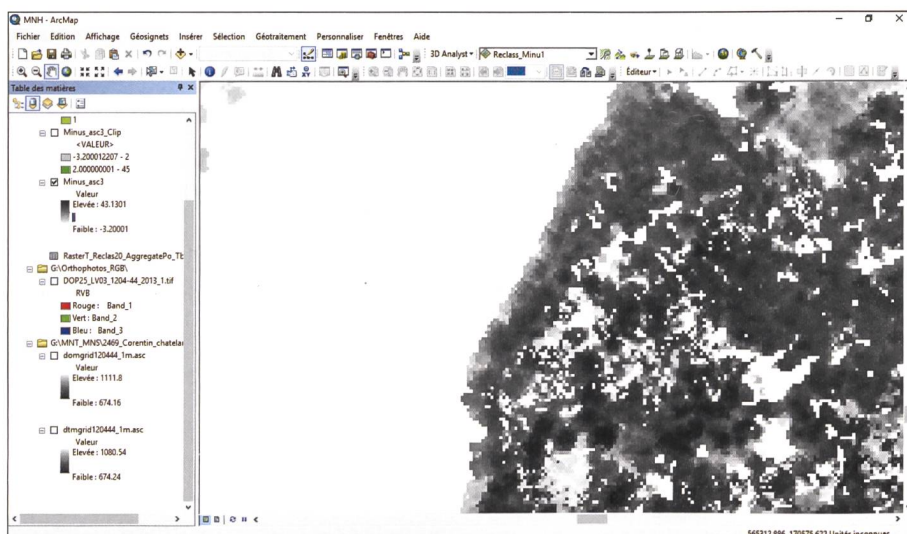 MNH - ArcMap
Fichier Edition Affichage Géosignets Insérer Sélection Géotraitement Personnaliser Fenêtres Aide
3D Analyst Reclass_Minu1
Éditeur
Table des matières
1
Minus_asc3_Clip
<VALEUR>
-3.200012207 - 2
2.000000001 - 45
Minus_asc3
Valeur
Elevée : 43.1301
Faible : -3.20001
RasterT_Reclas20_AggregatePo_Tb
G:\Orthophotos_RGB\
DOP25_LV03_1204-44_2013_1.tif
RVB
Rouge : Band_1
Vert : Band_2
Bleu : Band_3
G:\MNT_MNS\2469_Corentin_chatelar
domgrid120444_1m.asc
Valeur
Elevée : 1111.8
Faible : 674.16
dtmgrid120444_1m.asc
Valeur
Elevée : 1080.54
Faible : 674.24